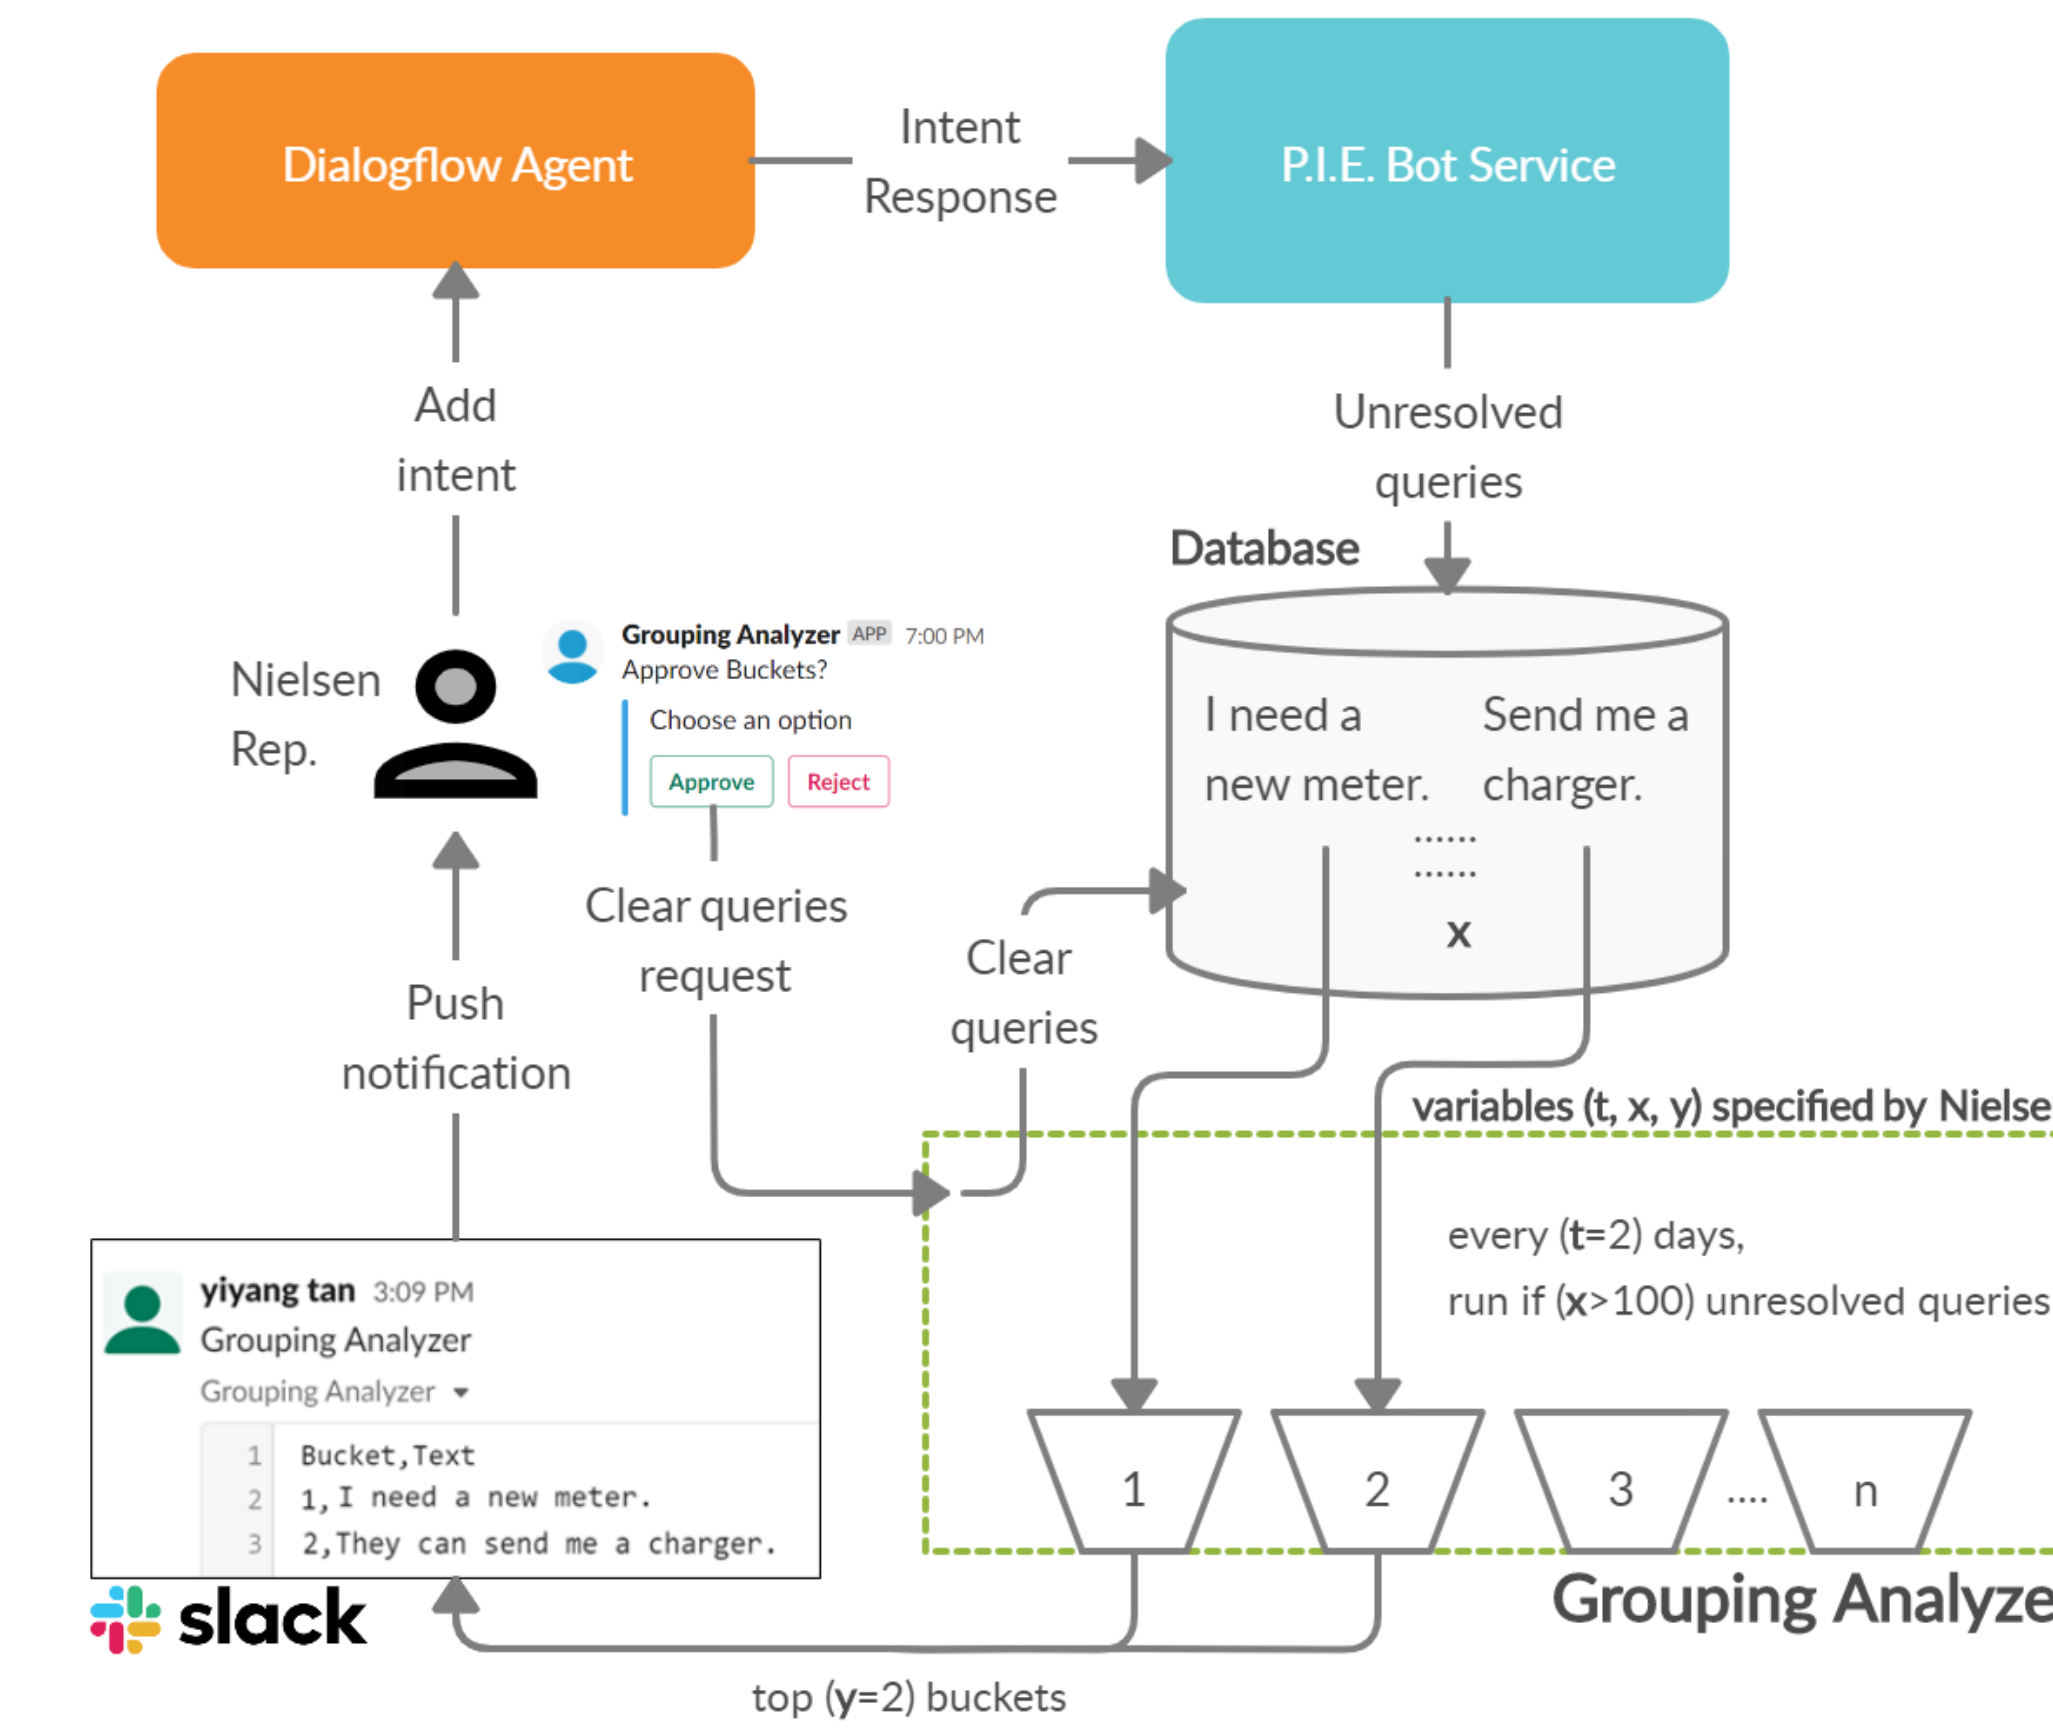 Dialogflow Agent
Intent
Response
P.I.E. Bot Service
Add
intent
Unresolved
queries
Database
Nielsen
Rep.
Grouping Analyzer APP 7:00 PM
Approve Buckets?
Choose an option
Approve Reject
I need a
new meter.
Send me a
charger.
......
......
x
Clear queries
request
Clear
queries
Push
notification
variables (t, x, y) specified by Nielse
every (t=2) days,
run if (x>100) unresolved queries
yiyang tan 3:09 PM
Grouping Analyzer
Grouping Analyzer
1 Bucket,Text
2 1,I need a new meter.
3 2,They can send me a charger.
1
2
3
....
n
Grouping Analyze
slack
top (y=2) buckets